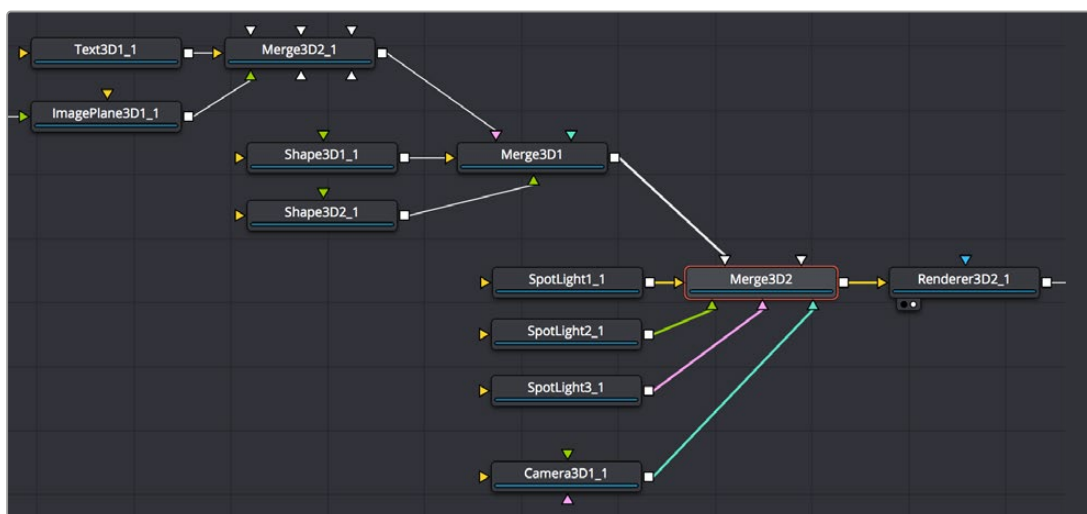 Text3D1_1
Merge3D2_1
ImagePlane3D1_1
Shape3D1_1
Merge3D1
Shape3D2_1
SpotLight1_1
Merge3D2
Renderer3D2_1
SpotLight2_1
SpotLight3_1
Camera3D1_1